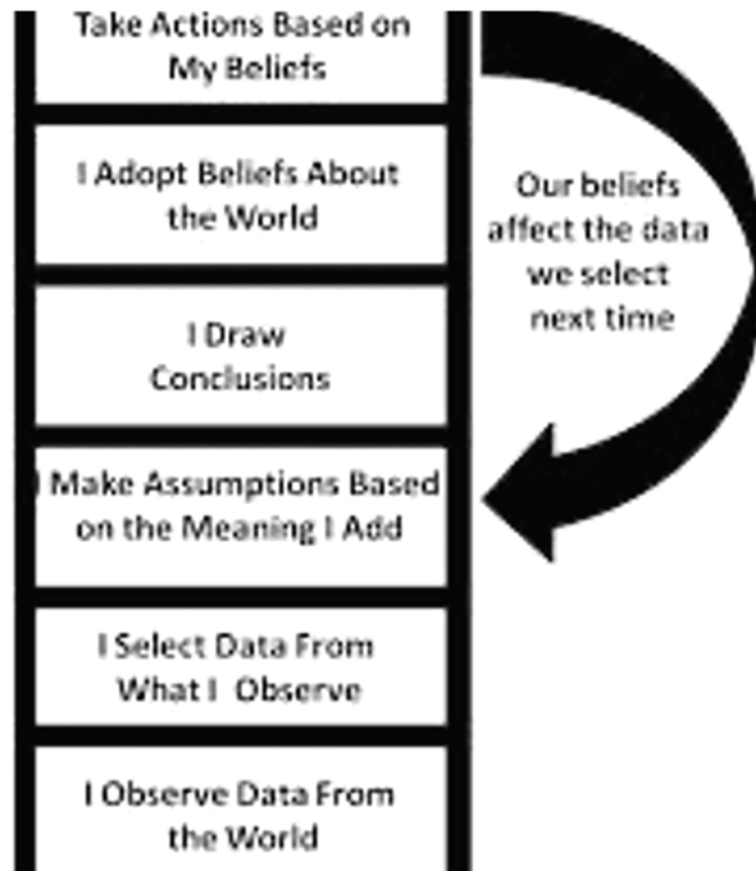 Take Actions Based on
My Beliefs
I Adopt Beliefs About
the World
I Draw
Conclusions
I Make Assumptions Based
on the Meaning I Add
I Select Data From
What I Observe
I Observe Data From
the World
Our beliefs
affect the data
we select
next time